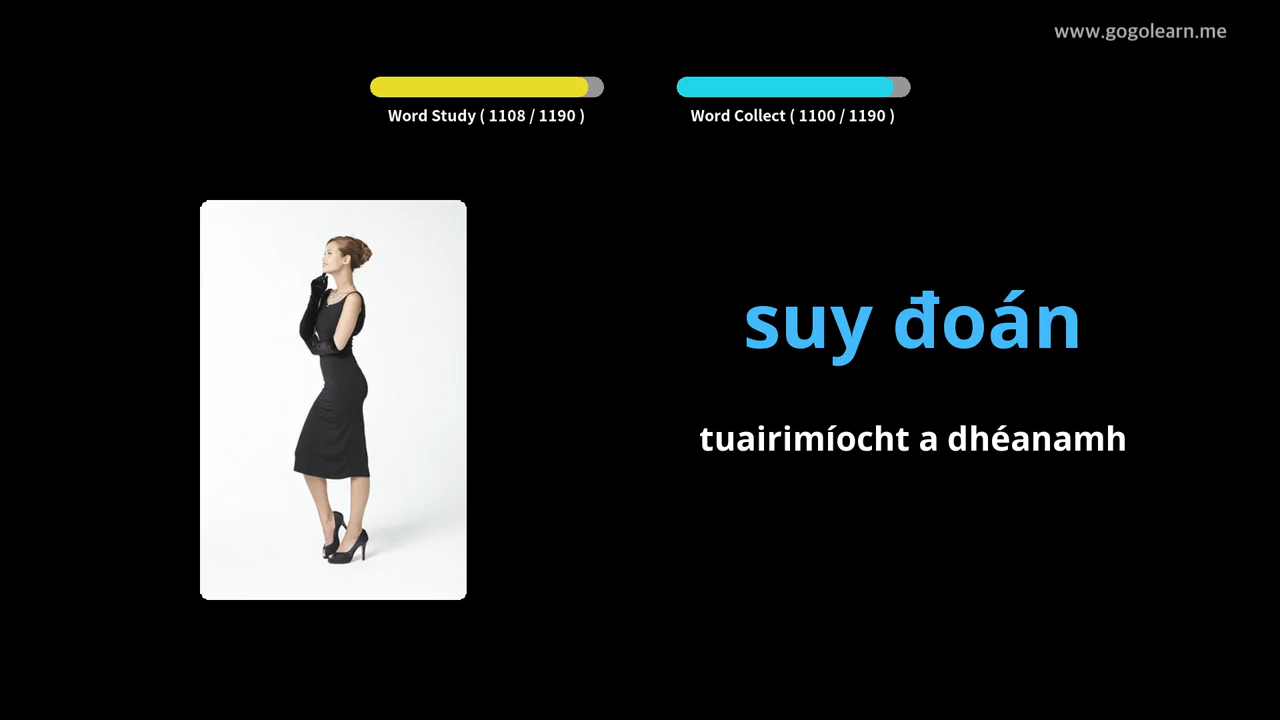 www.gogolearn.me
Word Study ( 1108 / 1190 )
Word Collect ( 1100 / 1190 )
suy đoán
tuairimíocht a dhéanamh